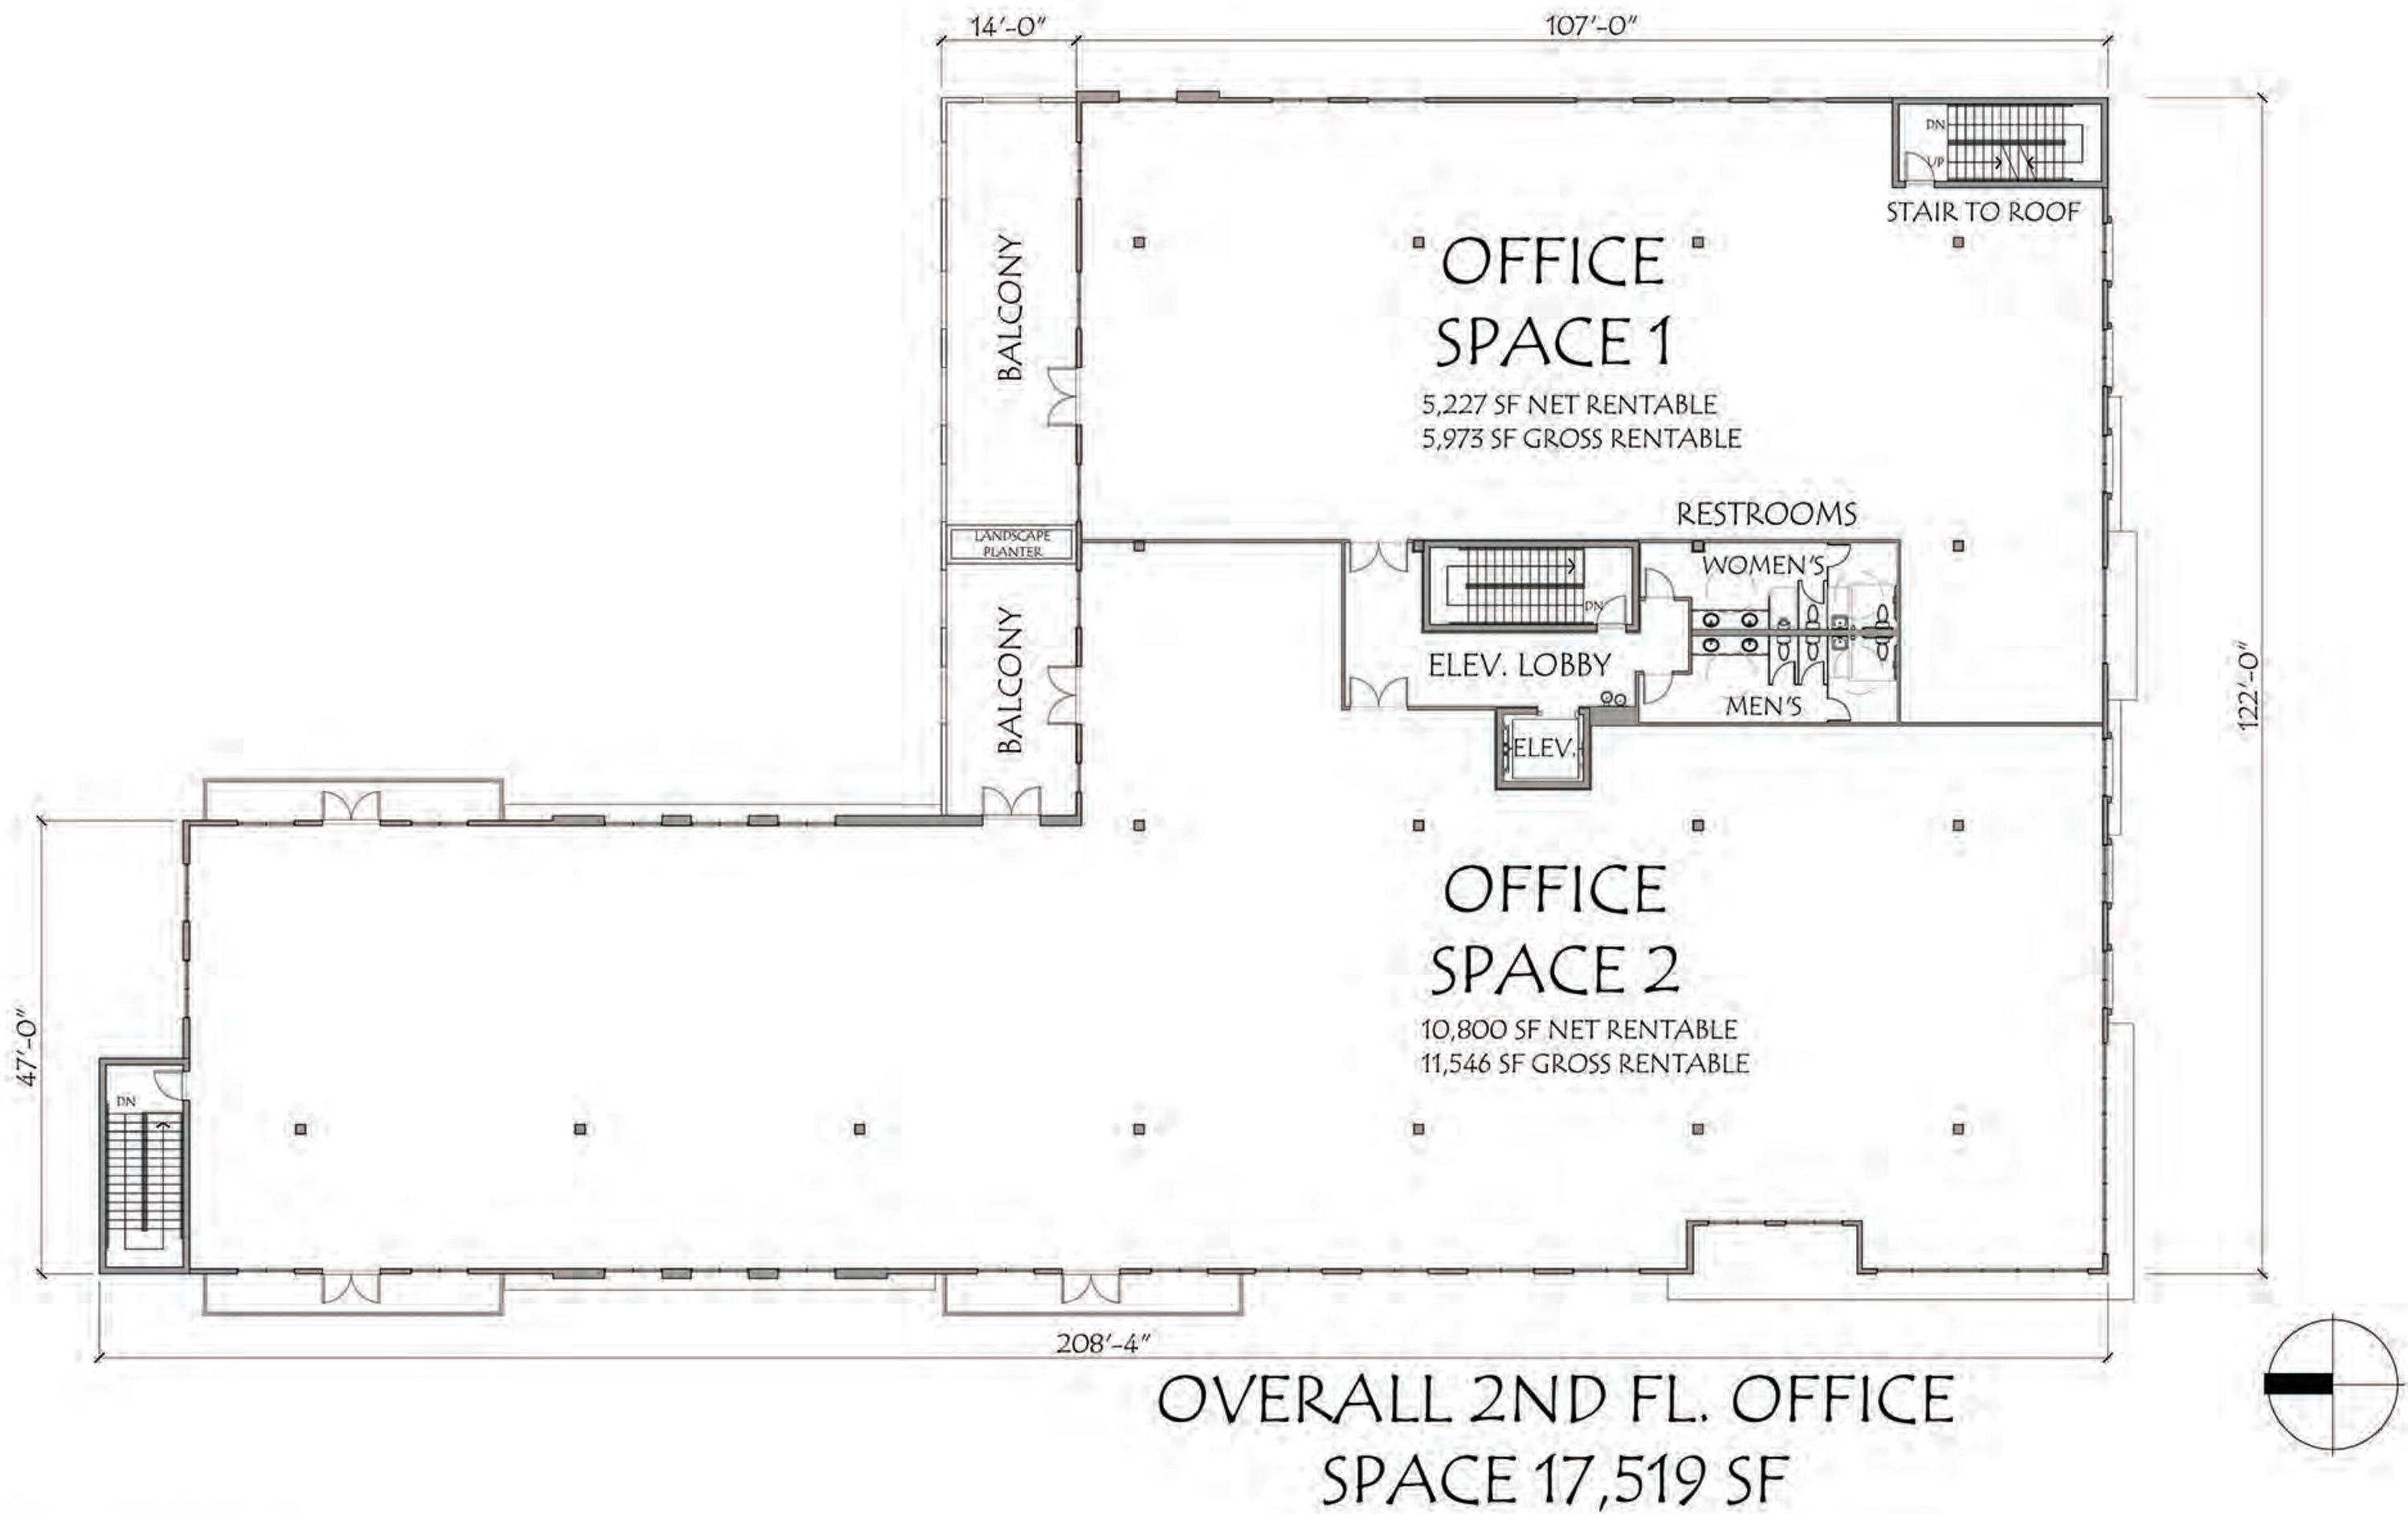 14'-0"
107'-0"
DN
UP
STAIR TO ROOF
BALCONY
OFFICE
SPACE 1
5,227 SF NET RENTABLE
5,973 SF GROSS RENTABLE
RESTROOMS
LANDSCAPE
PLANTER
WOMEN'S
DN
BALCONY
ELEV. LOBBY
MEN'S
ELEV.
122'-0"
OFFICE
SPACE 2
10,800 SF NET RENTABLE
11,546 SF GROSS RENTABLE
47'-0"
DN
208'-4"
OVERALL 2ND FL. OFFICE
SPACE 17,519 SF